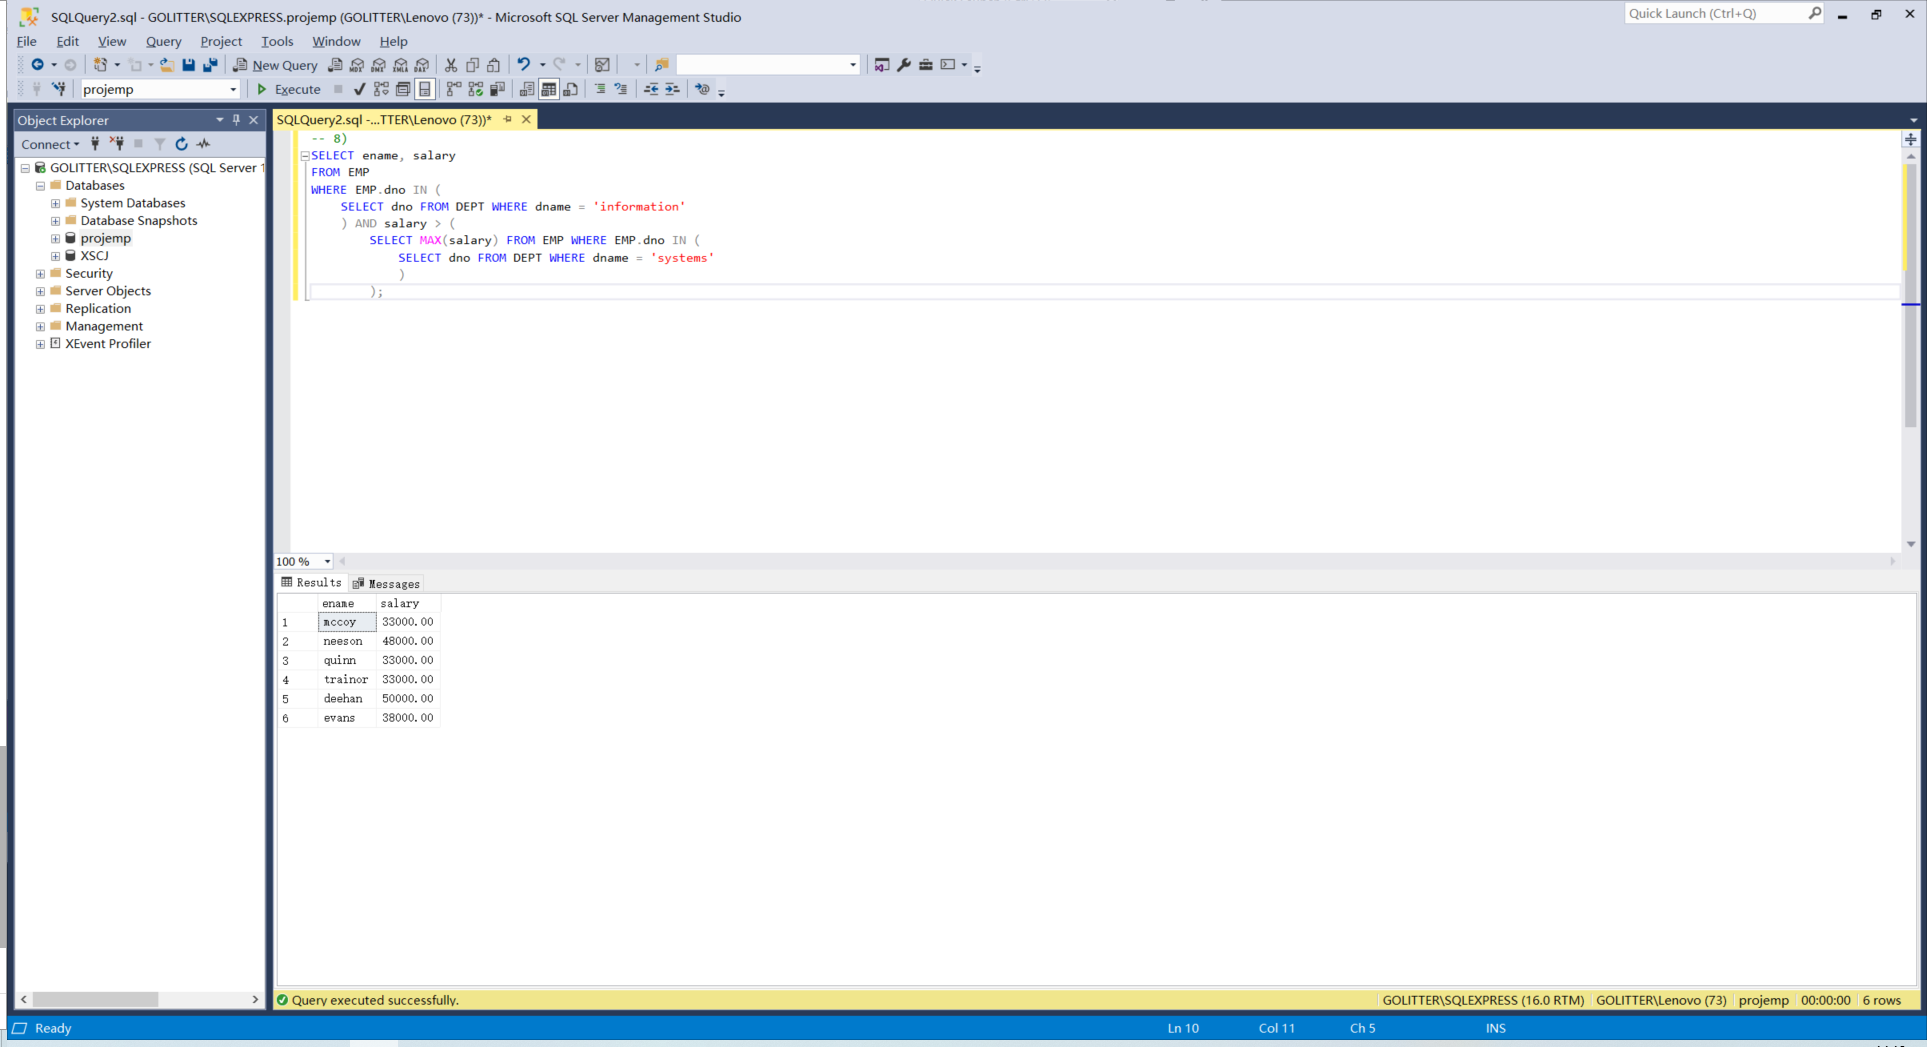 SQLQuery2.sql - GOLITTER\SQLEXPRESS.projemp (GOLITTER\Lenovo (73))* - Microsoft SQL Server Management Studio
Quick Launch (Ctrl+Q)
File Edit View Query Project Tools Window Help
New Query
projemp
Execute
Object Explorer
Connect
GOLITTER\SQLEXPRESS (SQL Server 1
Databases
System Databases
Database Snapshots
projemp
XSCJ
Security
Server Objects
Replication
Management
XEvent Profiler
SQLQuery2.sql -...TTER\Lenovo (73))*
-- 8)
SELECT ename, salary
FROM EMP
WHERE EMP.dno IN (
SELECT dno FROM DEPT WHERE dname = 'information'
) AND salary > (
SELECT MAX(salary) FROM EMP WHERE EMP.dno IN (
SELECT dno FROM DEPT WHERE dname = 'systems'
)
);
100 %
Results Messages
ename salary
1 mccoy 33000.00
2 neeson 48000.00
3 quinn 33000.00
4 trainor 33000.00
5 deehan 50000.00
6 evans 38000.00
Query executed successfully. GOLITTER\SQLEXPRESS (16.0 RTM) GOLITTER\Lenovo (73) projemp 00:00:00 6 rows
Ready Ln 10 Col 11 Ch 5 INS